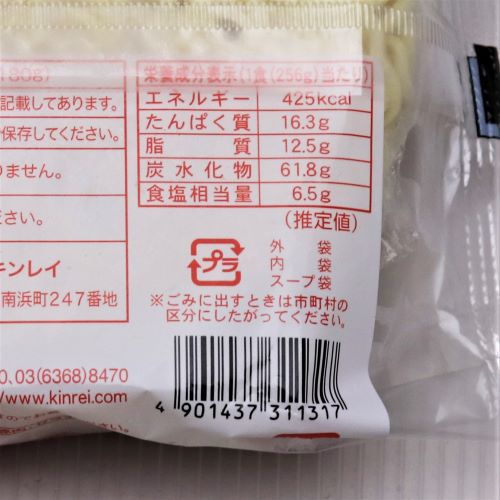 190g)
記載してあります。
保存してください。
りません。
ださい。
キンレイ
南浜町247番地
0,03(6368)8470
/www.kinrei.com
栄養成分表示(1食(256g)当たり)
エネルギー 425kcal
たんぱく質 16.3g
脂質 12.5g
炭水化物 61.8g
食塩相当量 6.5g
(推定値)
プラ
外袋
内袋
スープ袋
※ごみに出すときは市町村の
区分にしたがってください。
4 901437 311317